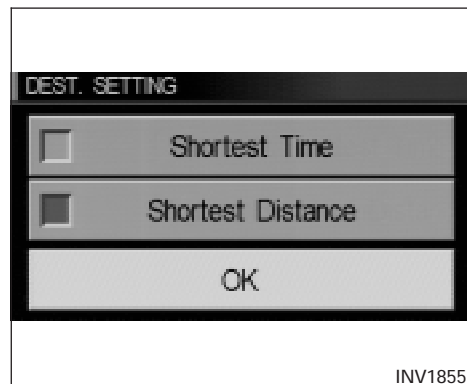 DEST. SETTING
Shortest Time
Shortest Distance
OK
INV1855